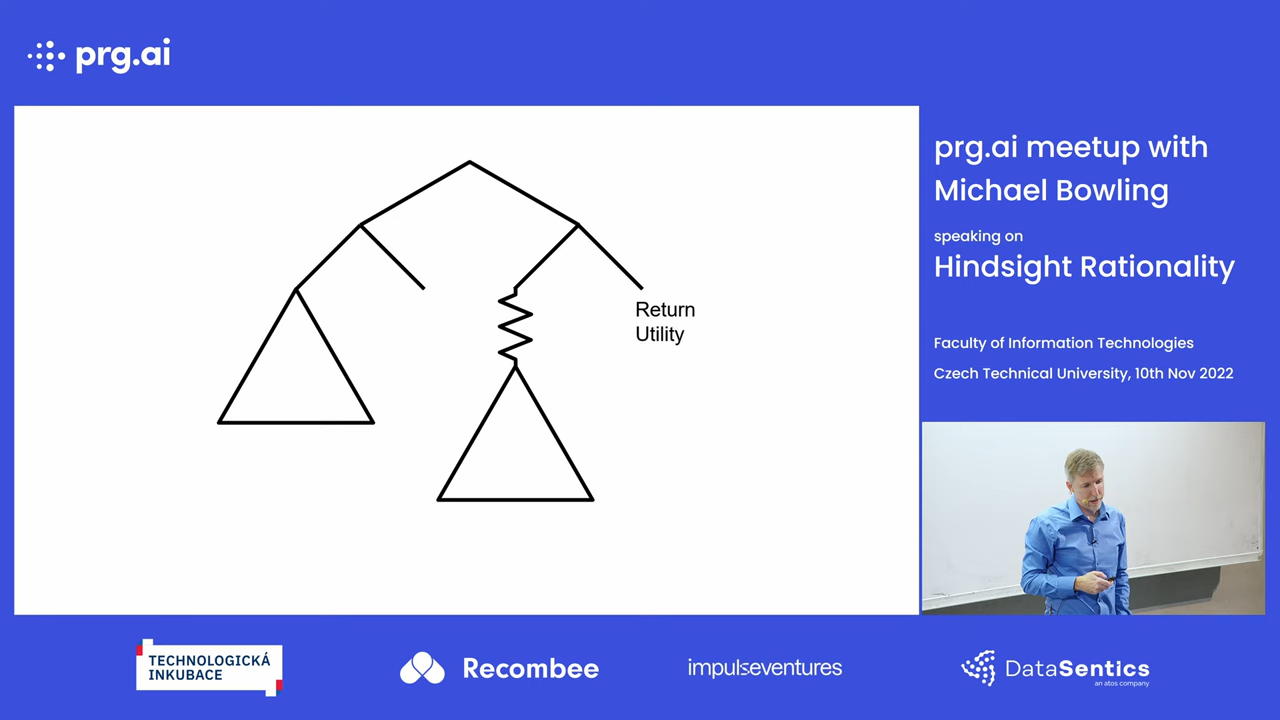 prg.ai
Return
Utility
prg.ai meetup with
Michael Bowling
speaking on
Hindsight Rationality
Faculty of Information Technologies
Czech Technical University, 10th Nov 2022
TECHNOLOGICKÁ
INKUBACE
Recombee
impulseventures
DataSentics
an atos company